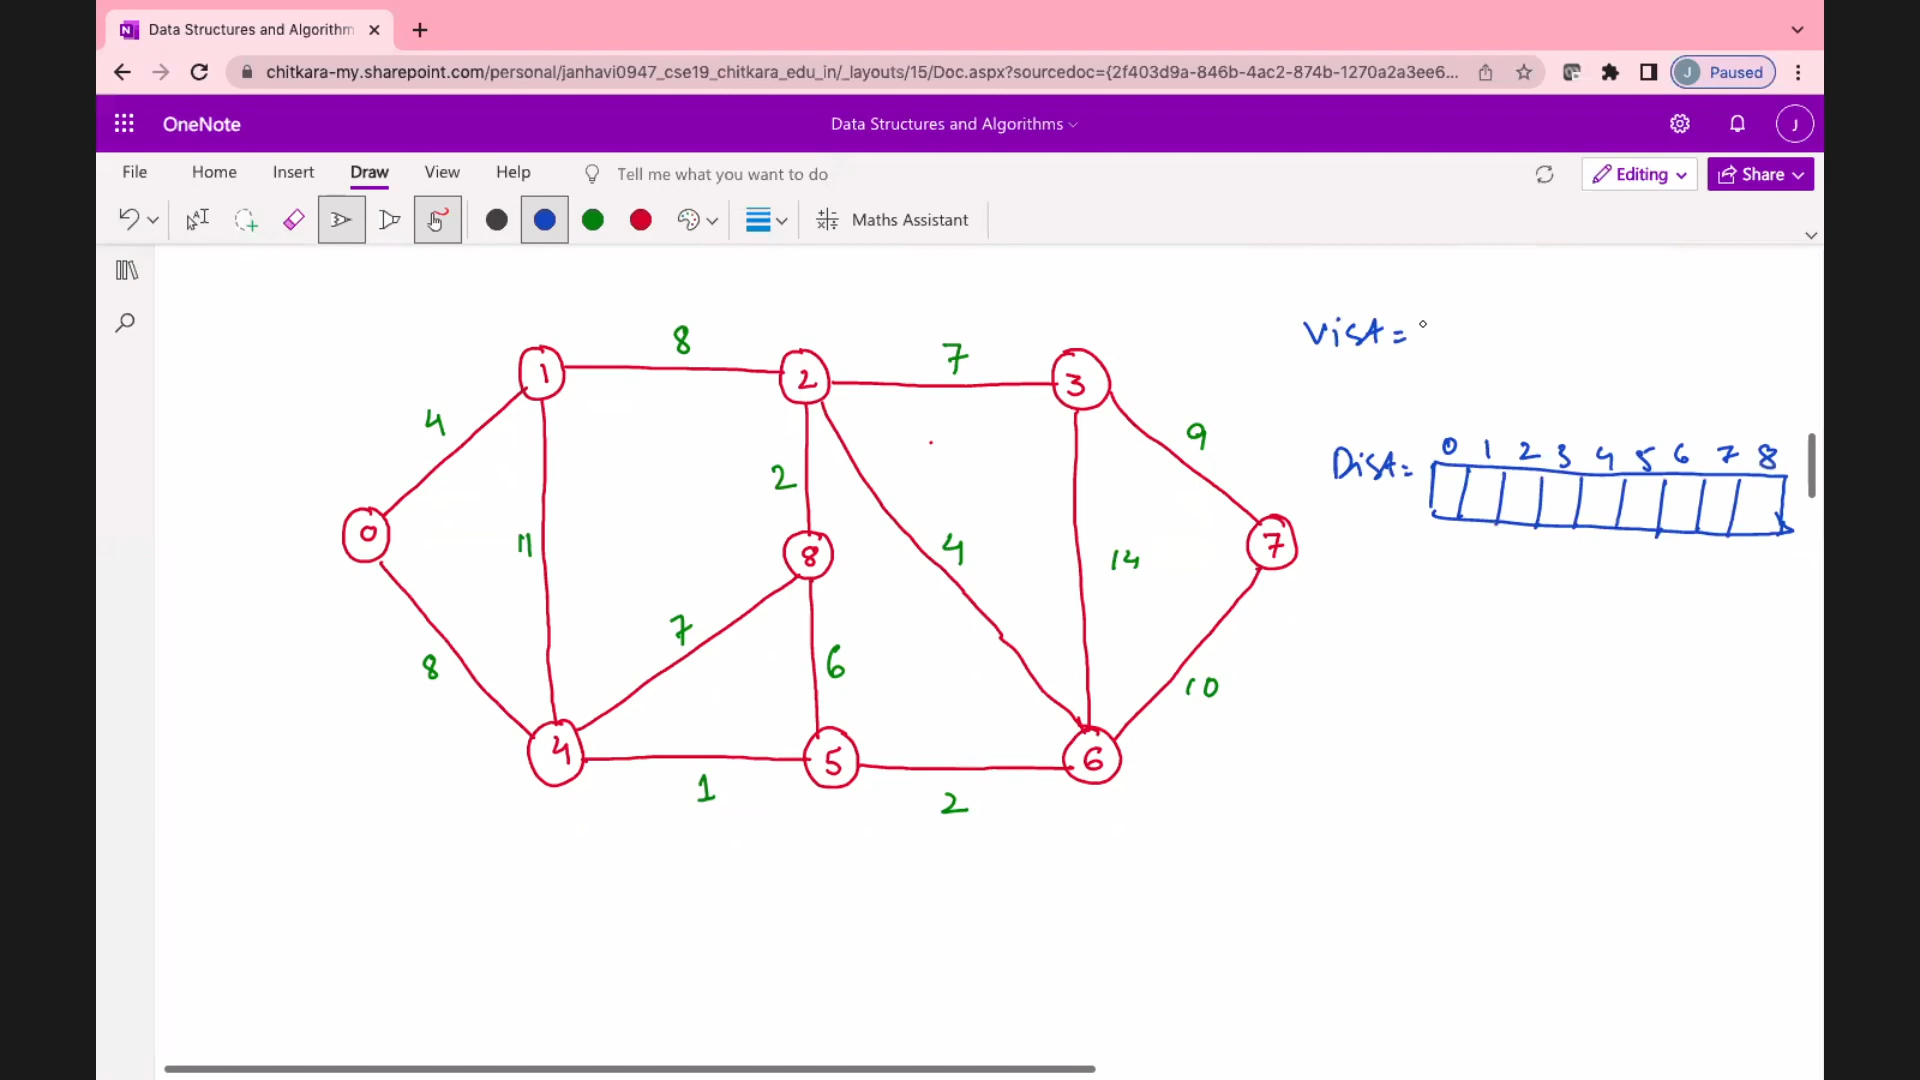 Data Structures and Algorithm
chitkara-my.sharepoint.com/personal/janhavi0947_cse19_chitkara_edu_in/_layouts/15/Doc.aspx?sourcedoc={2f403d9a-846b-4ac2-874b-1270a2a3ee6...
J Paused
OneNote
Data Structures and Algorithms
J
File Home Insert Draw View Help Tell me what you want to do
Editing Share
Maths Assistant
8
VisA=
1 2 7 3
4 9
0 1 2 3 4 5 6 7 8
DisA=
2
0 11 8 4 14 7
7 6
8 10
4 5 6
1 2